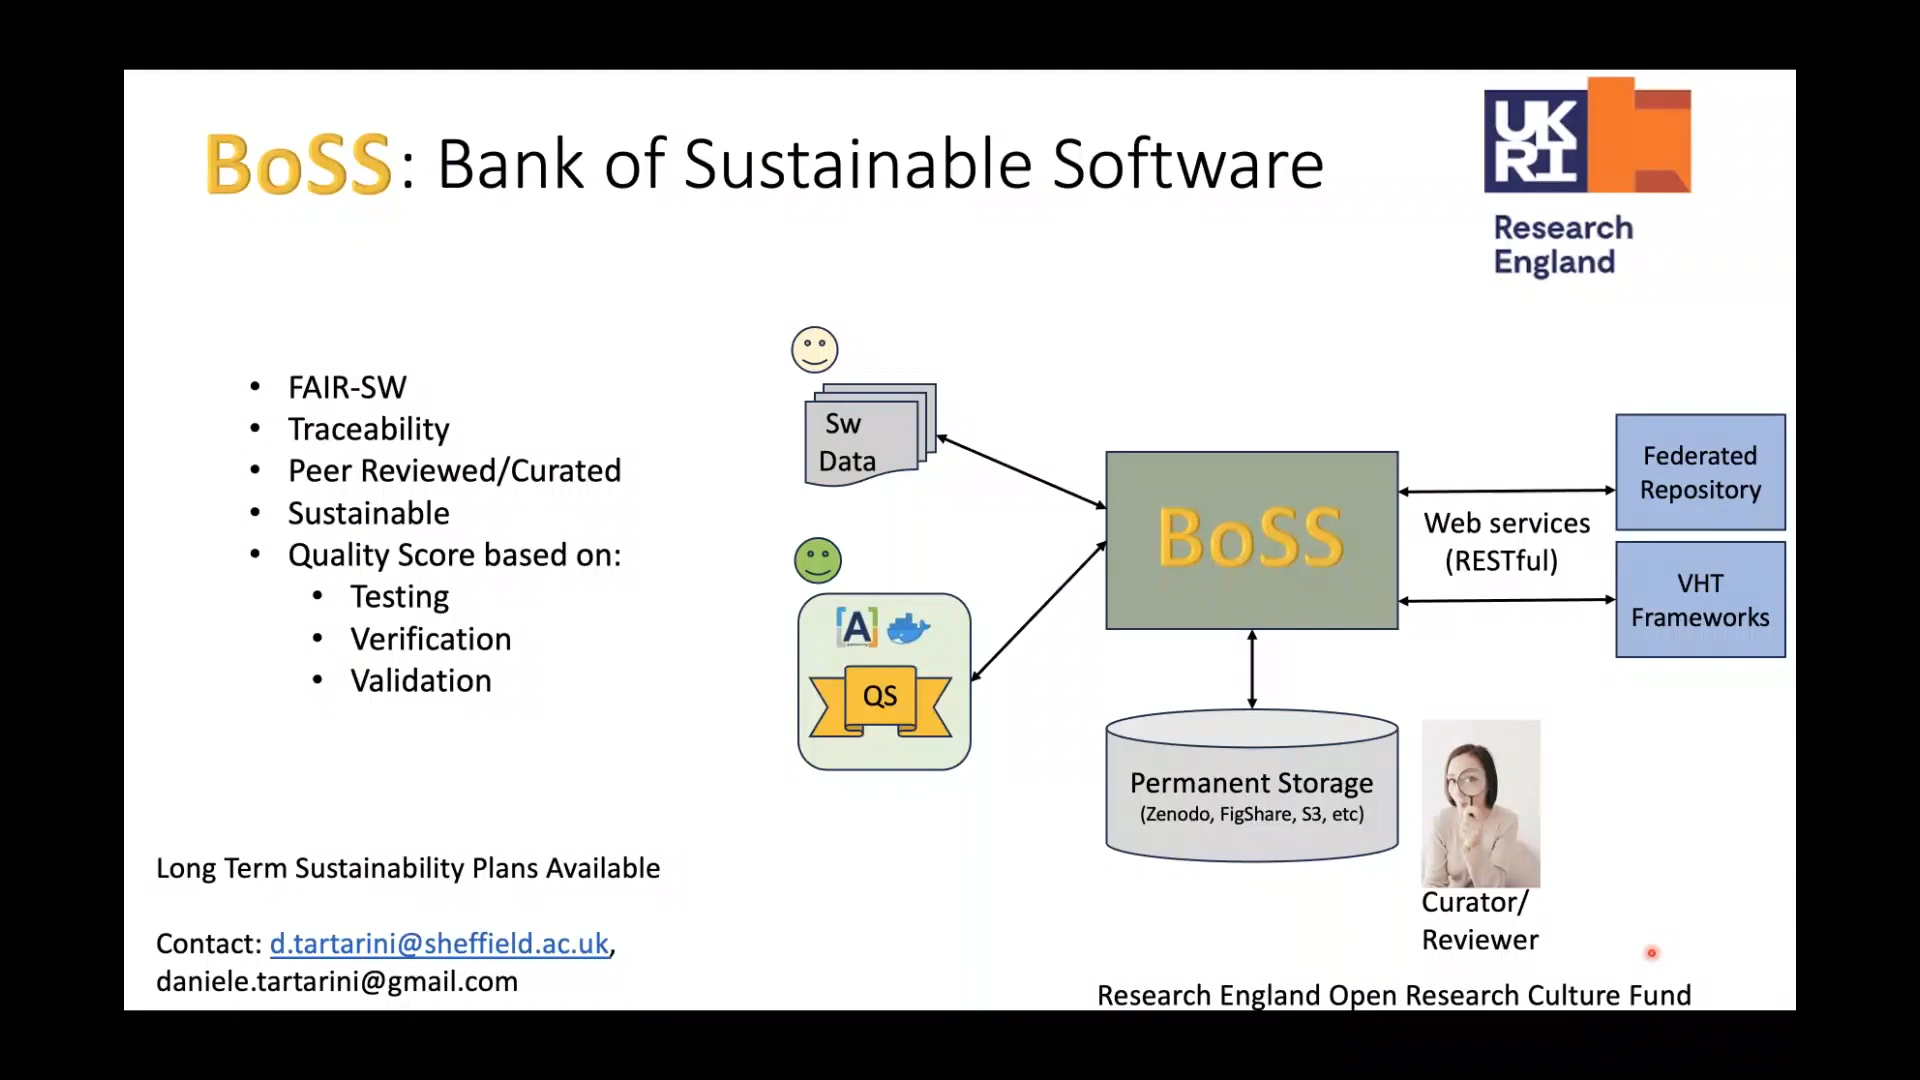 BoSS: Bank of Sustainable Software
UK
RI
Research
England
• FAIR-SW
• Traceability
• Peer Reviewed/Curated
• Sustainable
• Quality Score based on:
• Testing
• Verification
• Validation
Sw
Data
[A]
QS
BoSS
Web services
(RESTful)
Federated
Repository
VHT
Frameworks
Permanent Storage
(Zenodo, FigShare, S3, etc)
Curator/
Reviewer
Long Term Sustainability Plans Available
Contact: d.tartarini@sheffield.ac.uk,
daniele.tartarini@gmail.com
Research England Open Research Culture Fund